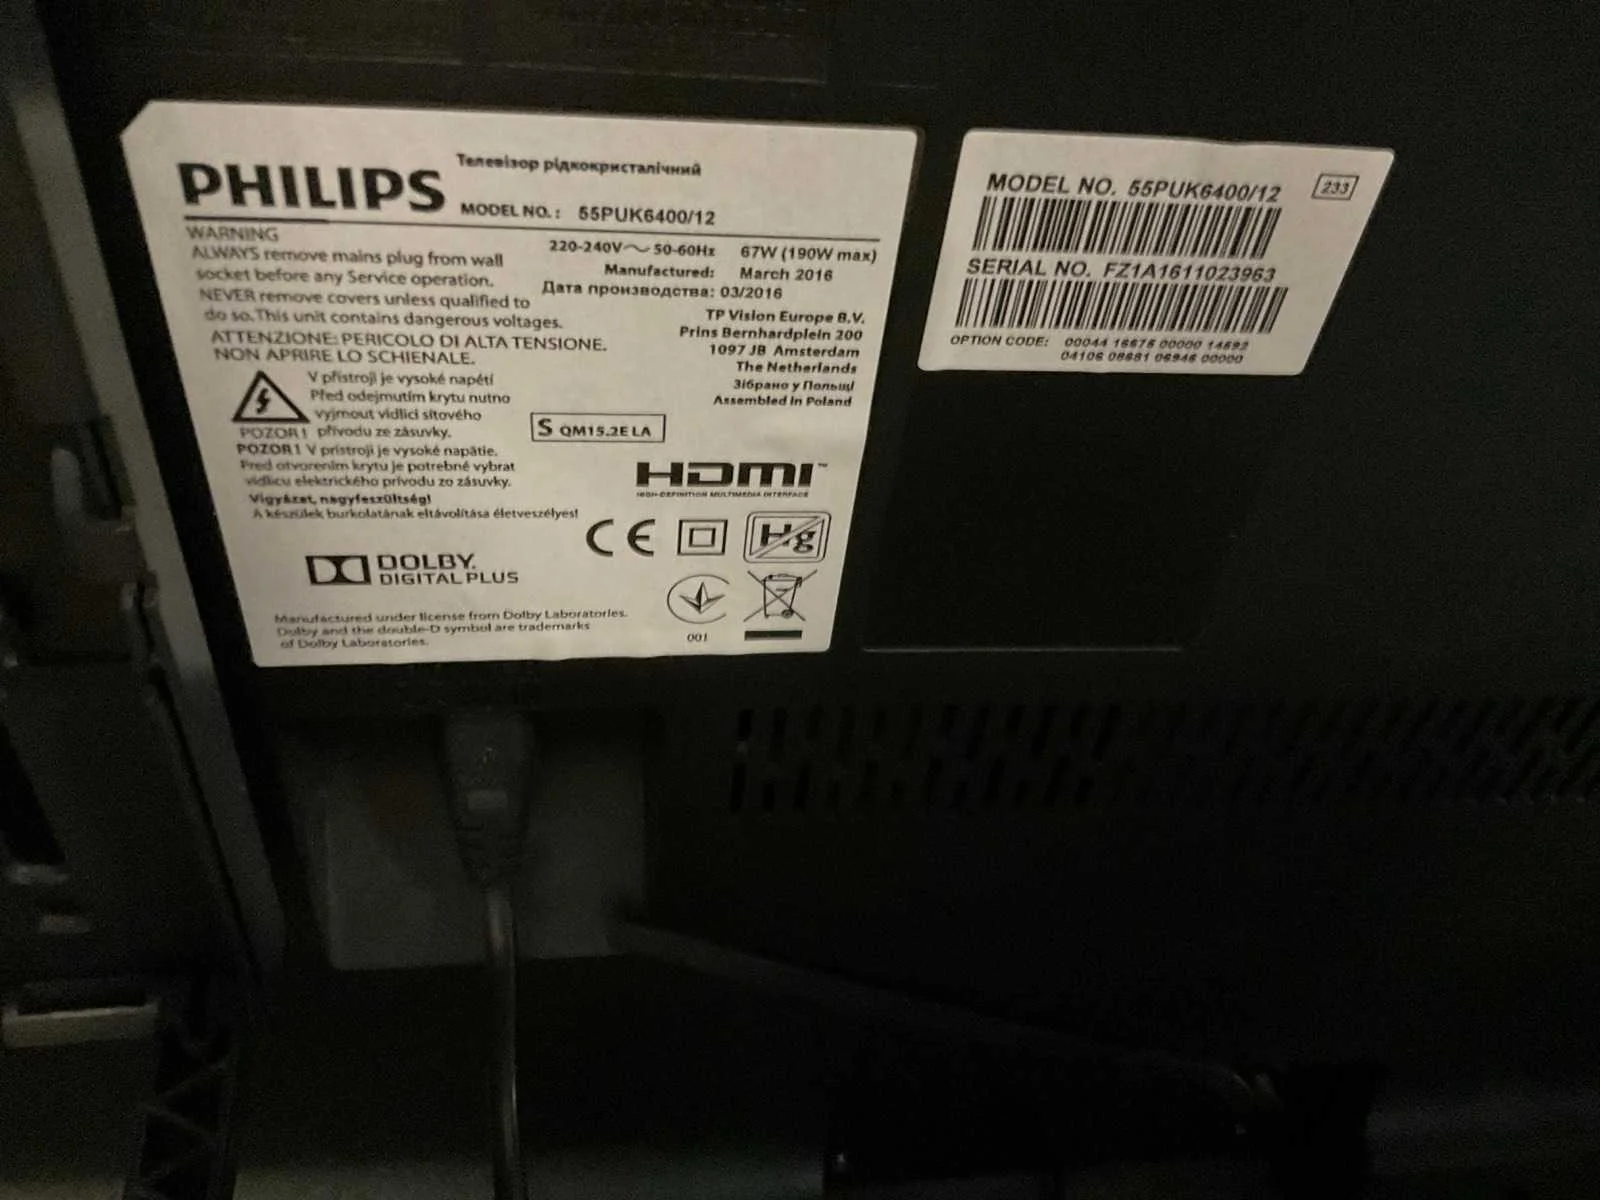 Телевізор рідкокристалічний
PHILIPS
MODEL NO.: 55PUK6400/12
WARNING
ALWAYS remove mains plug from wall
socket before any Service operation.
NEVER remove covers unless qualified to
do so. This unit contains dangerous voltages.
ATTENZIONE: PERICOLO DI ALTA TENSIONE.
NON APRIRE LO SCHIENALE.
V přístroji je vysoké napětí
Před odejmutím krytu nutno
vyjmout vidlici síťového
POZOR! přívodu ze zásuvky.
POZOR! V prístroji je vysoké napätie.
Pred otvorením krytu je potrebné vybrat
vidlicu elektrického prívodu zo zásuvky.
Vigyázat, nagyfeszültség!
A készülék burkolatának eltávolítása életveszélyes!
220-240V~ 50-60Hz 67W (190W max)
Manufactured: March 2016
Дата производства: 03/2016
TP Vision Europe B.V.
Prins Bernhardplein 200
1097 JB Amsterdam
The Netherlands
Зібрано у Польщі
Assembled in Poland
S QM15.2E LA
HDMI™
HIGH-DEFINITION MULTIMEDIA INTERFACE
CE
Hg
DOLBY.
DIGITAL PLUS
Manufactured under license from Dolby Laboratories.
Dolby and the double-D symbol are trademarks
of Dolby Laboratories.
001
MODEL NO. 55PUK6400/12
233
SERIAL NO. FZ1A1611023963
OPTION CODE: 00044 16675 00000 14592
04106 08681 06946 00000